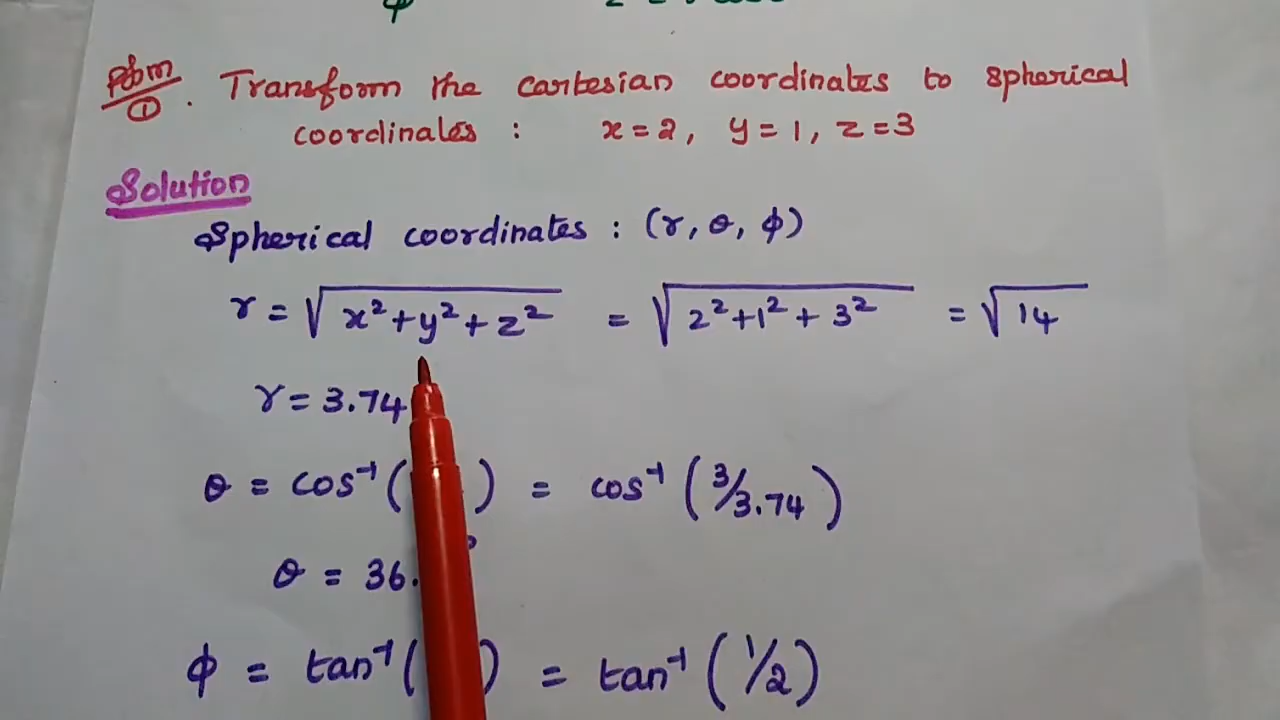 Pbm 1. Transform the cartesian coordinates to spherical
coordinates : x = 2, y = 1, z = 3
Solution
Spherical coordinates : (r, θ, ϕ)
r = √x² + y² + z² = √2² + 1² + 3² = √14
r = 3.74
θ = cos⁻¹ ( ) = cos⁻¹ (3/3.74)
θ = 36.
ϕ = tan⁻¹ ( ) = tan⁻¹ (1/2)